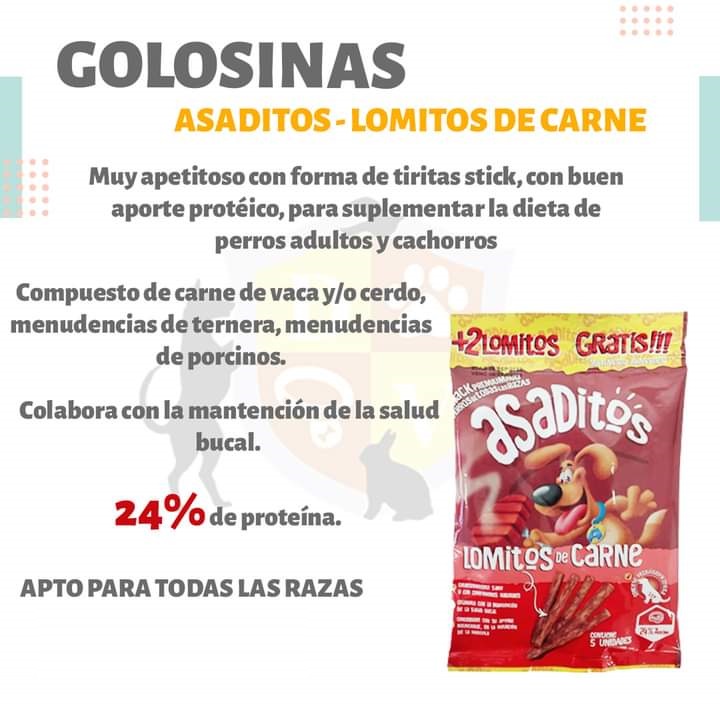 GOLOSINAS
ASADITOS - LOMITOS DE CARNE
Muy apetitoso con forma de tiritas stick, con buen
aporte protéico, para suplementar la dieta de
perros adultos y cachorros
Compuesto de carne de vaca y/o cerdo,
menudencias de ternera, menudencias
de porcinos.
Colabora con la mantención de la salud
bucal.
24% de proteína.
APTO PARA TODAS LAS RAZAS
+2 LOMITOS GRATIS!!!
asaditos
LOMITOS DE CARNE
CONTIENE
5 UNIDADES